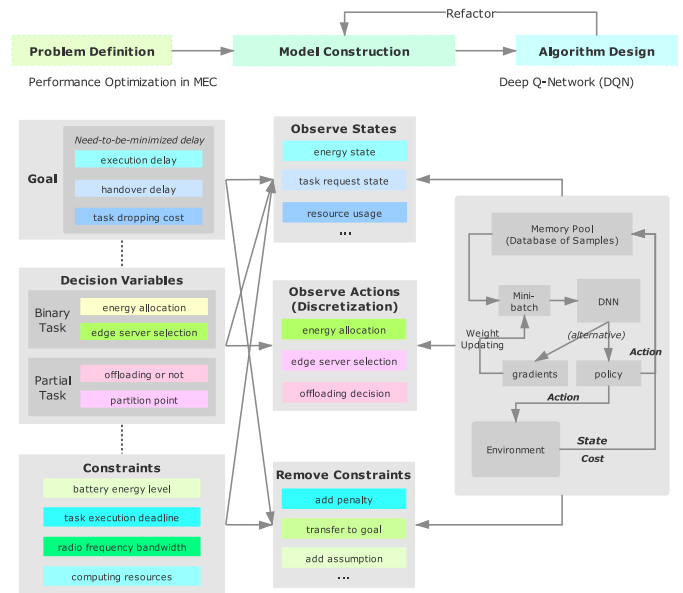 Refactor
Problem Definition
Model Construction
Algorithm Design
Performance Optimization in MEC
Deep Q-Network (DQN)
Goal
Need-to-be-minimized delay
execution delay
handover delay
task dropping cost
Decision Variables
Binary
Task
energy allocation
edge server selection
Partial
Task
offloading or not
partition point
Constraints
battery energy level
task execution deadline
radio frequency bandwidth
computing resources
Observe States
energy state
task request state
resource usage
...
Observe Actions
(Discretization)
energy allocation
edge server selection
offloading decision
Remove Constraints
add penalty
transfer to goal
add assumption
...
Memory Pool
(Database of Samples)
Mini-
batch
DNN
Weight
Updating
(alternative)
Action
gradients
policy
Action
Environment
State
Cost